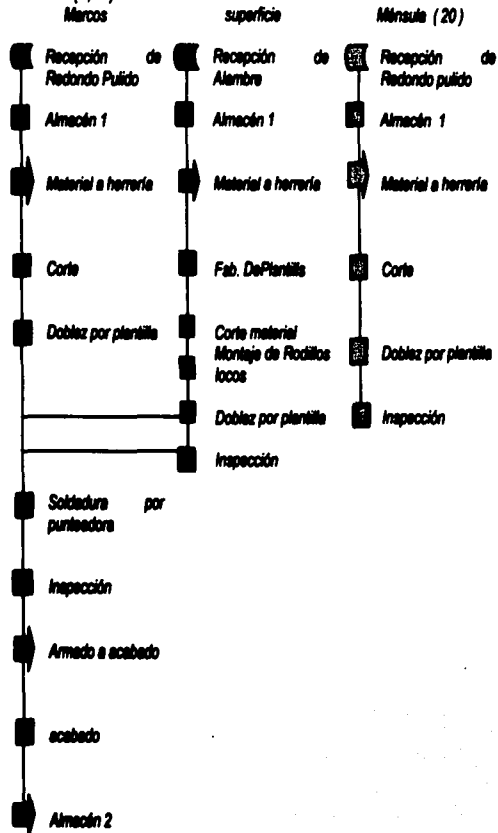 Marcos
Recepción de
Redondo Pulido
Almacén 1
Material a herrería
Corte
Doblez por plantilla
Soldadura por
punteadora
Inspección
Armado a acabado
acabado
Almacén 2
superficie
Recepción de
Alambre
Almacén 1
Material a herrería
Fab. DePlantills
Corte material
Montaje de Rodillos
locos
Doblez por plantilla
Inspección
Ménsula ( 20 )
Recepción de
Redondo pulido
Almacén 1
Material a herrería
Corte
Doblez por plantilla
Inspección